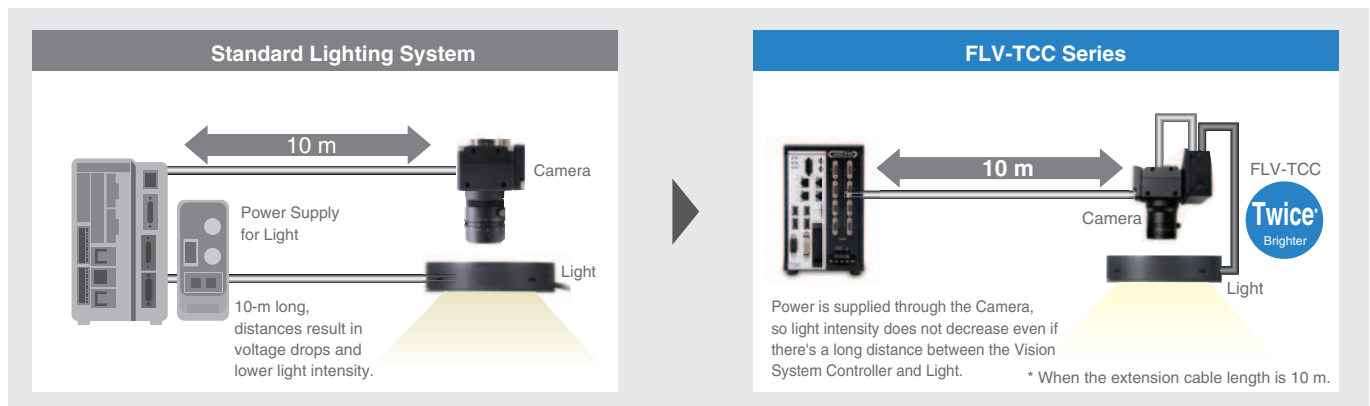 Standard Lighting System
10 m
Camera
Power Supply
for Light
Light
10-m long,
distances result in
voltage drops and
lower light intensity.
FLV-TCC Series
10 m
FLV-TCC
Twice*
Brighter
Camera
Light
Power is supplied through the Camera,
so light intensity does not decrease even if
there's a long distance between the Vision
System Controller and Light.
* When the extension cable length is 10 m.